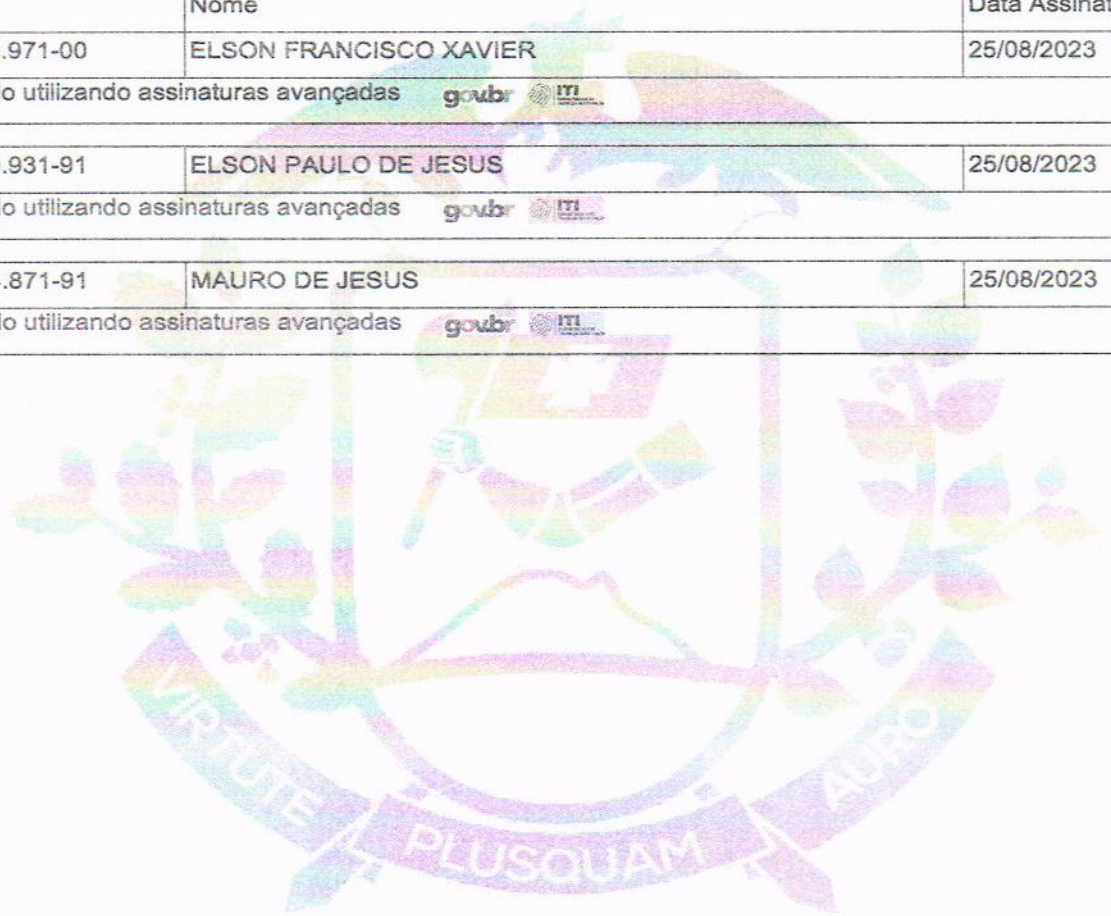 Nome Data Assinat
.971-00 ELSON FRANCISCO XAVIER 25/08/2023
o utilizando assinaturas avançadas gov.br ITI
.931-91 ELSON PAULO DE JESUS 25/08/2023
o utilizando assinaturas avançadas gov.br ITI
.871-91 MAURO DE JESUS 25/08/2023
o utilizando assinaturas avançadas gov.br ITI
VIRTUTE PLUSQUAM AURO